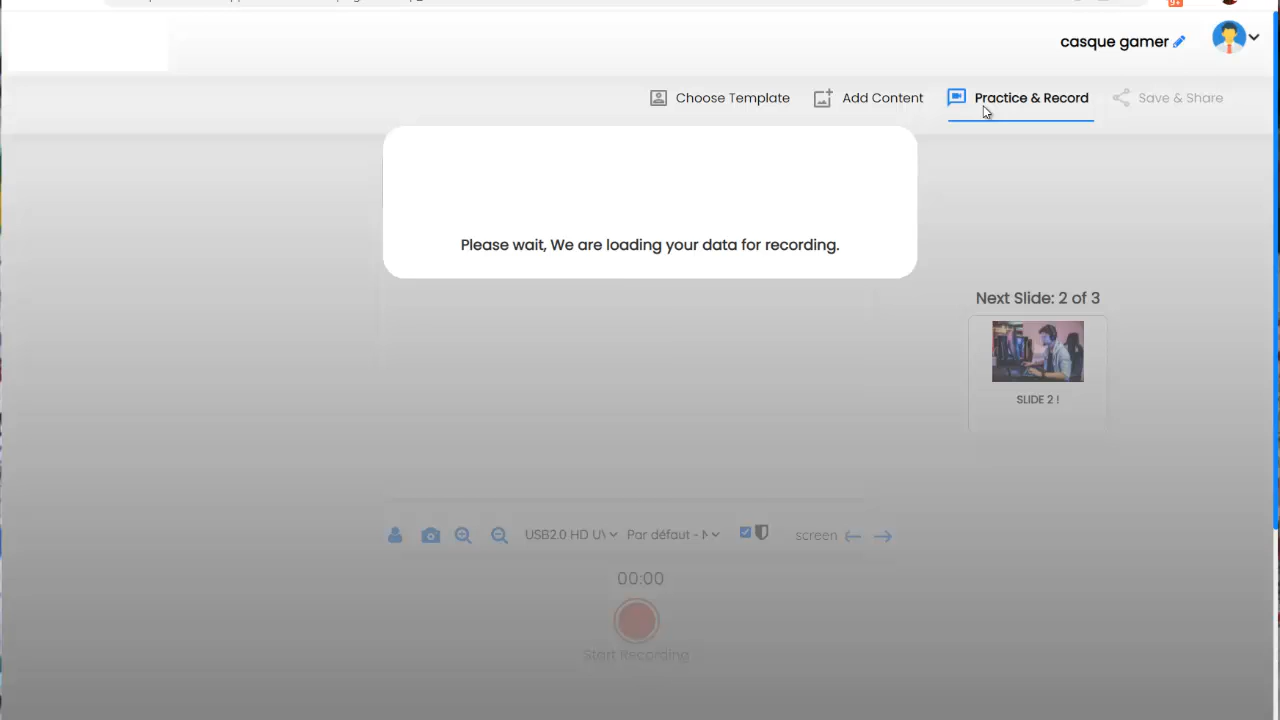 casque gamer
Choose Template
Add Content
Practice & Record
Save & Share
Please wait, We are loading your data for recording.
Next Slide: 2 of 3
SLIDE 2 !
USB2.0 HD
Par défaut -
screen
00:00
Start Recording